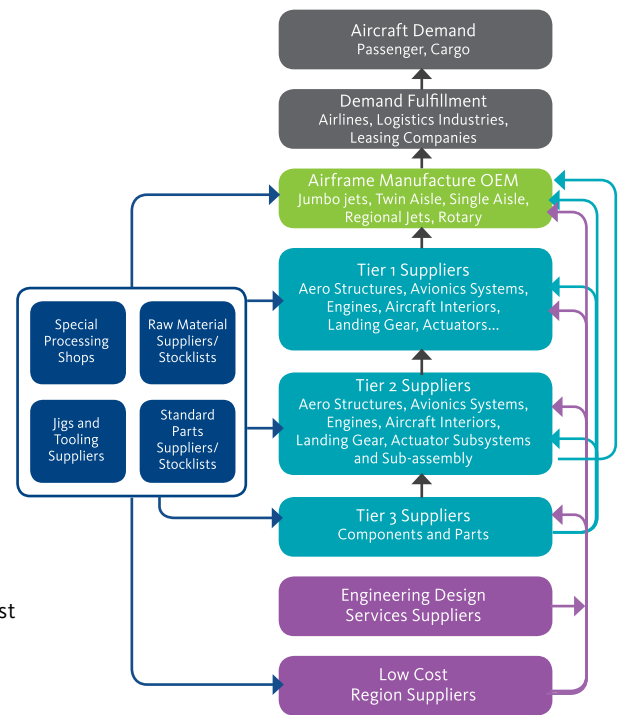 Aircraft Demand
Passenger, Cargo
Demand Fulfillment
Airlines, Logistics Industries,
Leasing Companies
Airframe Manufacture OEM
Jumbo jets, Twin Aisle, Single Aisle,
Regional Jets, Rotary
Tier 1 Suppliers
Aero Structures, Avionics Systems,
Engines, Aircraft Interiors,
Landing Gear, Actuators...
Special
Processing
Shops
Raw Material
Suppliers/
Stocklists
Jigs and
Tooling
Suppliers
Standard
Parts
Suppliers/
Stocklists
Tier 2 Suppliers
Aero Structures, Avionics Systems,
Engines, Aircraft Interiors,
Landing Gear, Actuator Subsystems
and Sub-assembly
Tier 3 Suppliers
Components and Parts
Engineering Design
Services Suppliers
st
Low Cost
Region Suppliers